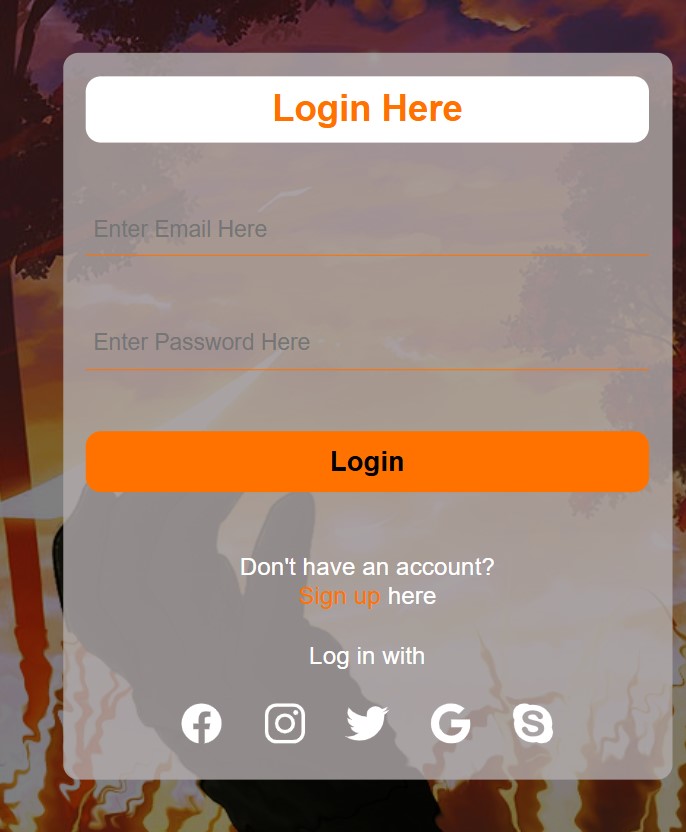 Login Here
Enter Email Here
Enter Password Here
Login
Don't have an account?
Sign up here
Log in with